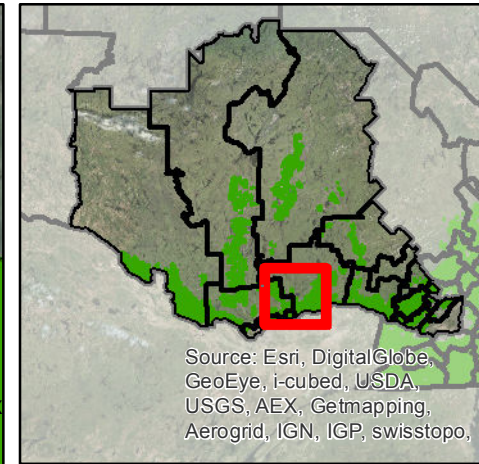 Source: Esri, DigitalGlobe,
GeoEye, i-cubed, USDA,
USGS, AEX, Getmapping,
Aerogrid, IGN, IGP, swisstopo,